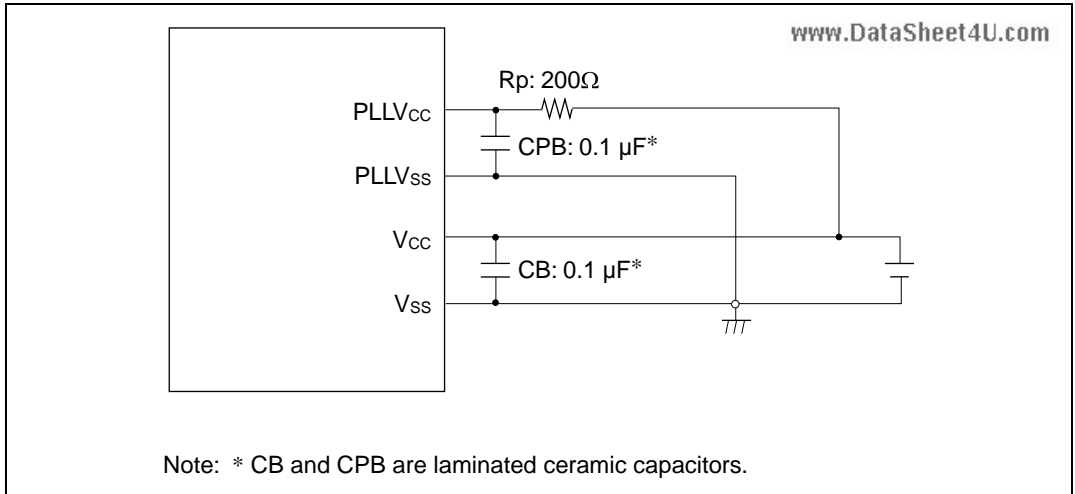 www.DataSheet4U.com
Rp: 200Ω
PLLVCC
CPB: 0.1 µF*
PLLVSS
VCC
CB: 0.1 µF*
VSS
Note: * CB and CPB are laminated ceramic capacitors.